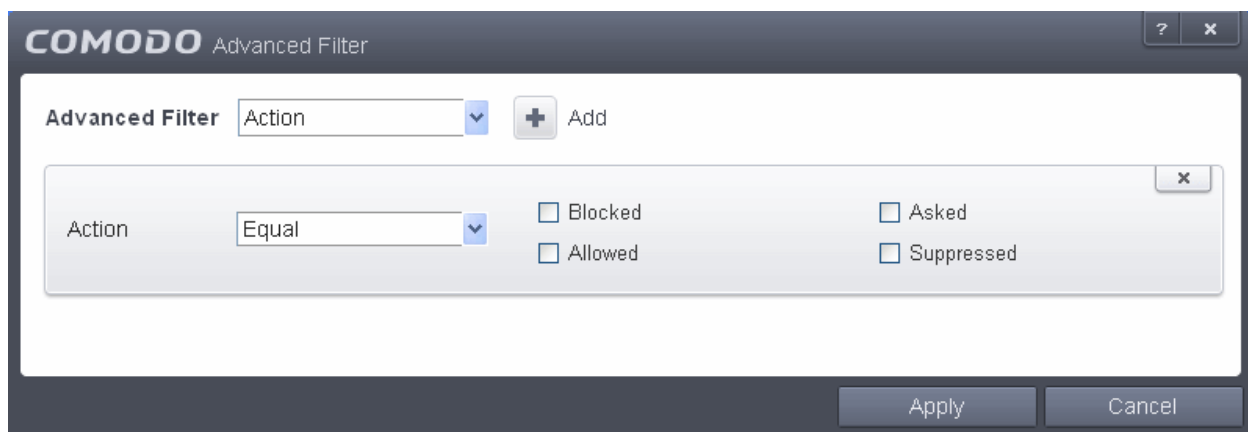 COMODO Advanced Filter ? x
Advanced Filter Action + Add
x
Blocked Asked
Action Equal
Allowed Suppressed
Apply Cancel